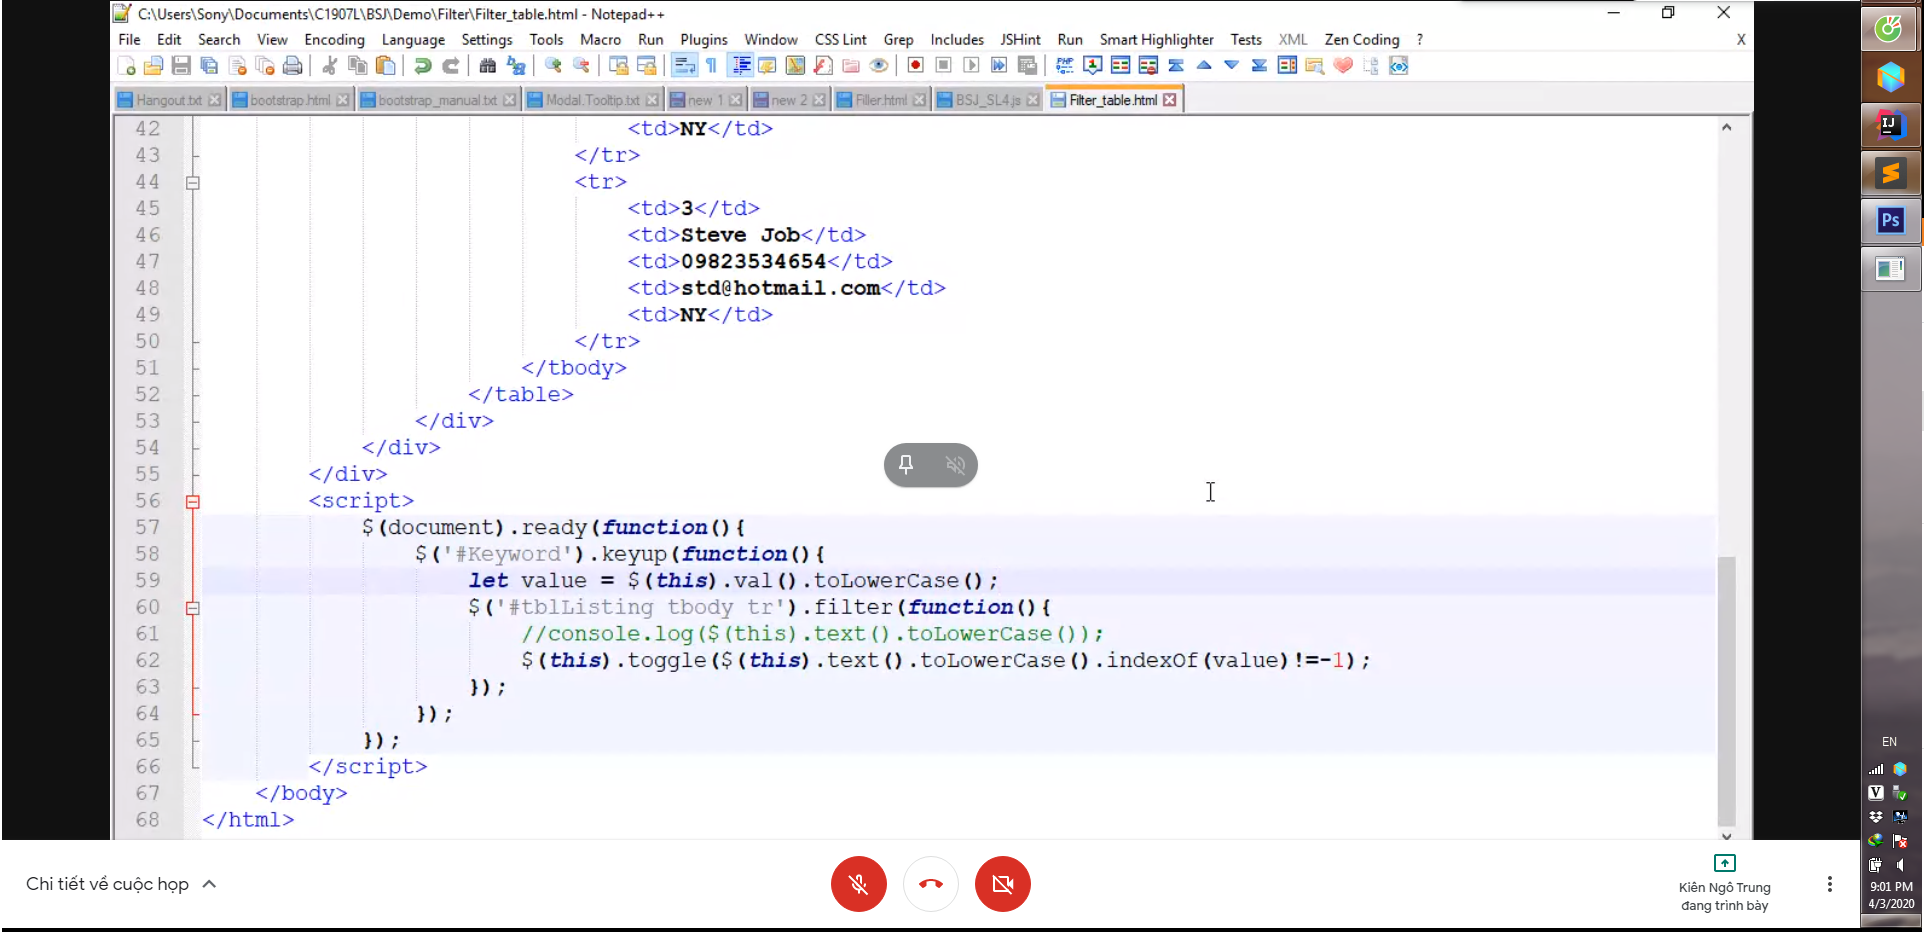 C:\Users\Sony\Documents\C1907L\BSJ\Demo\Filter\Filter_table.html - Notepad++
File Edit Search View Encoding Language Settings Tools Macro Run Plugins Window CSS Lint Grep Includes JSHint Run Smart Highlighter Tests XML Zen Coding ? X
Hangout.txt bootstrap.html bootstrap_manual.txt Modal.Tooltip.txt new 1 new 2 Filler.html BSJ_SL4.js Filter_table.html
42 <td>NY</td>
43 </tr>
44 <tr>
45 <td>3</td>
46 <td>Steve Job</td>
47 <td>09823534654</td>
48 <td>std@hotmail.com</td>
49 <td>NY</td>
50 </tr>
51 </tbody>
52 </table>
53 </div>
54 </div>
55 </div>
56 <script>
57 $(document).ready(function(){
58 $('#Keyword').keyup(function(){
59 let value = $(this).val().toLowerCase();
60 $('#tblListing tbody tr').filter(function(){
61 //console.log($(this).text().toLowerCase());
62 $(this).toggle($(this).text().toLowerCase().indexOf(value)!=-1);
63 });
64 });
65 });
66 </script>
67 </body>
68 </html>
Chi tiết về cuộc họp
Kiên Ngô Trung
đang trình bày
IJ
Ps
EN
V
9:01 PM
4/3/2020